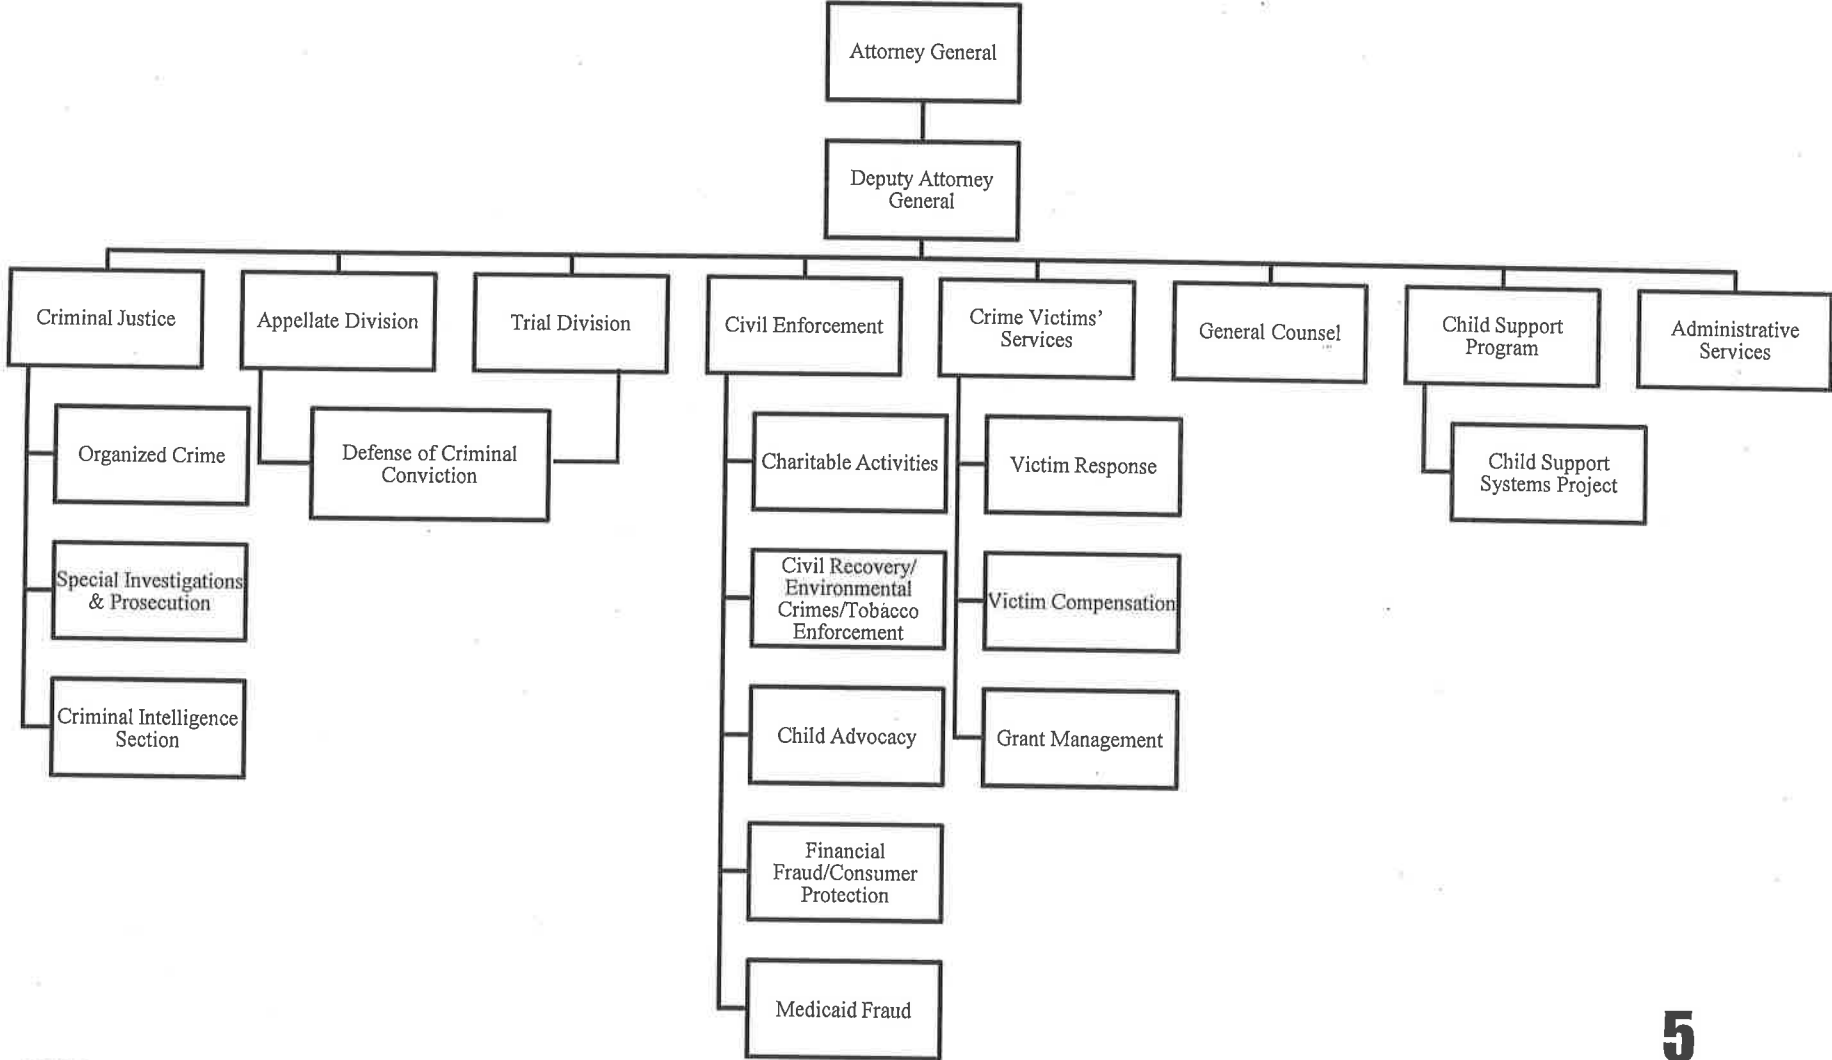 Attorney General
Deputy Attorney
General
Criminal Justice
Appellate Division
Trial Division
Civil Enforcement
Crime Victims'
Services
General Counsel
Child Support
Program
Administrative
Services
Organized Crime
Special Investigations
& Prosecution
Criminal Intelligence
Section
Defense of Criminal
Conviction
Charitable Activities
Civil Recovery/
Environmental
Crimes/Tobacco
Enforcement
Child Advocacy
Financial
Fraud/Consumer
Protection
Medicaid Fraud
Victim Response
Victim Compensation
Grant Management
Child Support
Systems Project
5